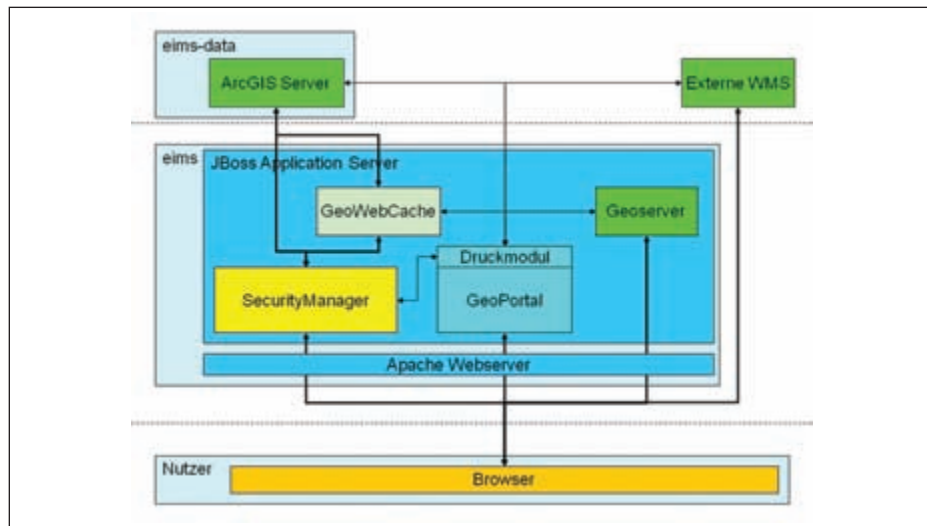 eims-data
ArcGIS Server
Externe WMS
eims
JBoss Application Server
GeoWebCache
Geoserver
Druckmodul
SecurityManager
GeoPortal
Apache Webserver
Nutzer
Browser